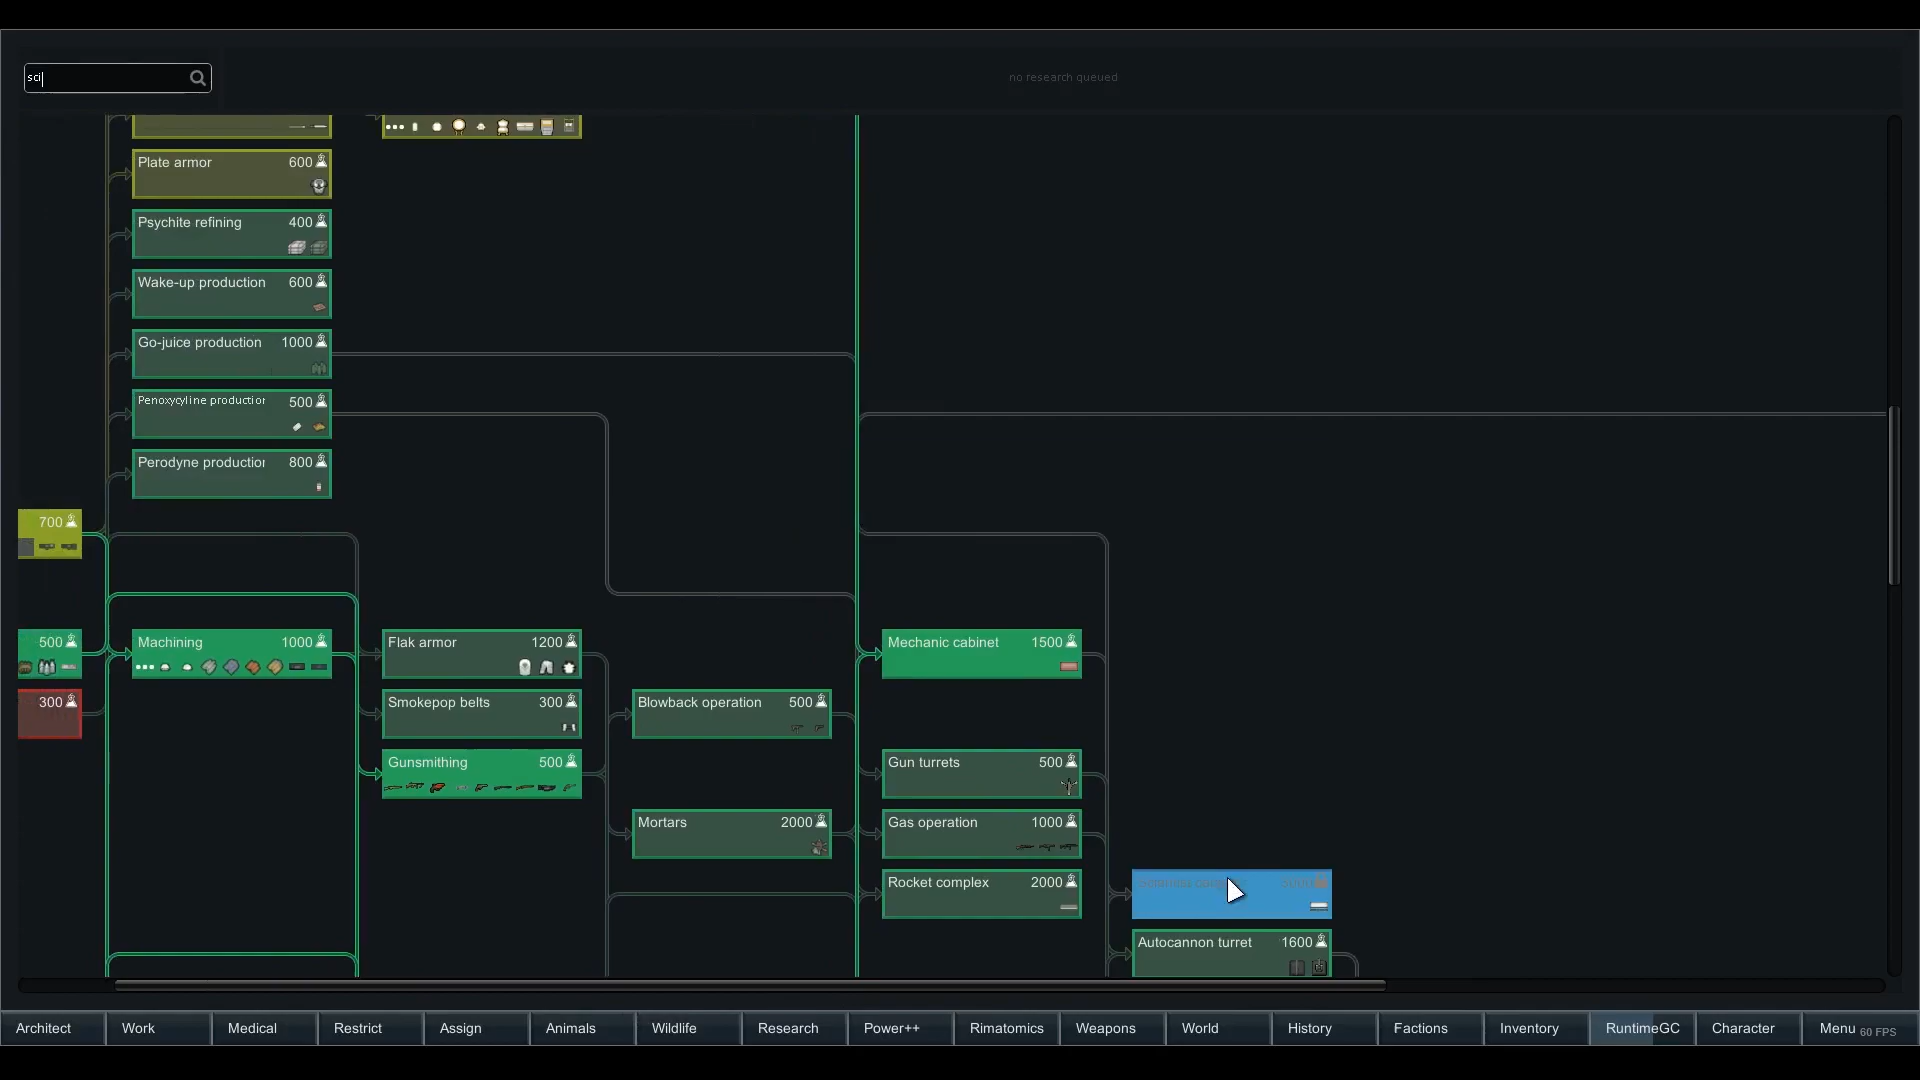 sci
no research queued
Plate armor 600
Psychite refining 400
Wake-up production 600
Go-juice production 1000
Penoxycyline production 500
Perodyne production 800
700
500
Machining 1000
Flak armor 1200
Mechanic cabinet 1500
300
Smokepop belts 300
Blowback operation 500
Gunsmithing 500
Gun turrets 500
Mortars 2000
Gas operation 1000
Rocket complex 2000
Autocannon turret 1600
Architect Work Medical Restrict Assign Animals Wildlife Research Power++ Rimatomics Weapons World History Factions Inventory RuntimeGC Character Menu 60 FPS